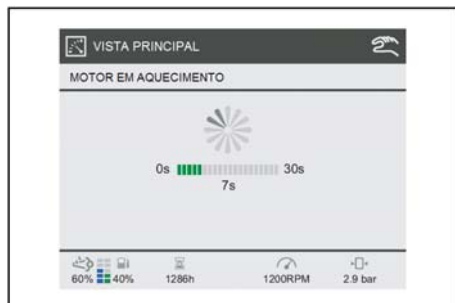 VISTA PRINCIPAL
MOTOR EM AQUECIMENTO
0s 30s
7s
60% 40% 1286h 1200RPM 2.9 bar